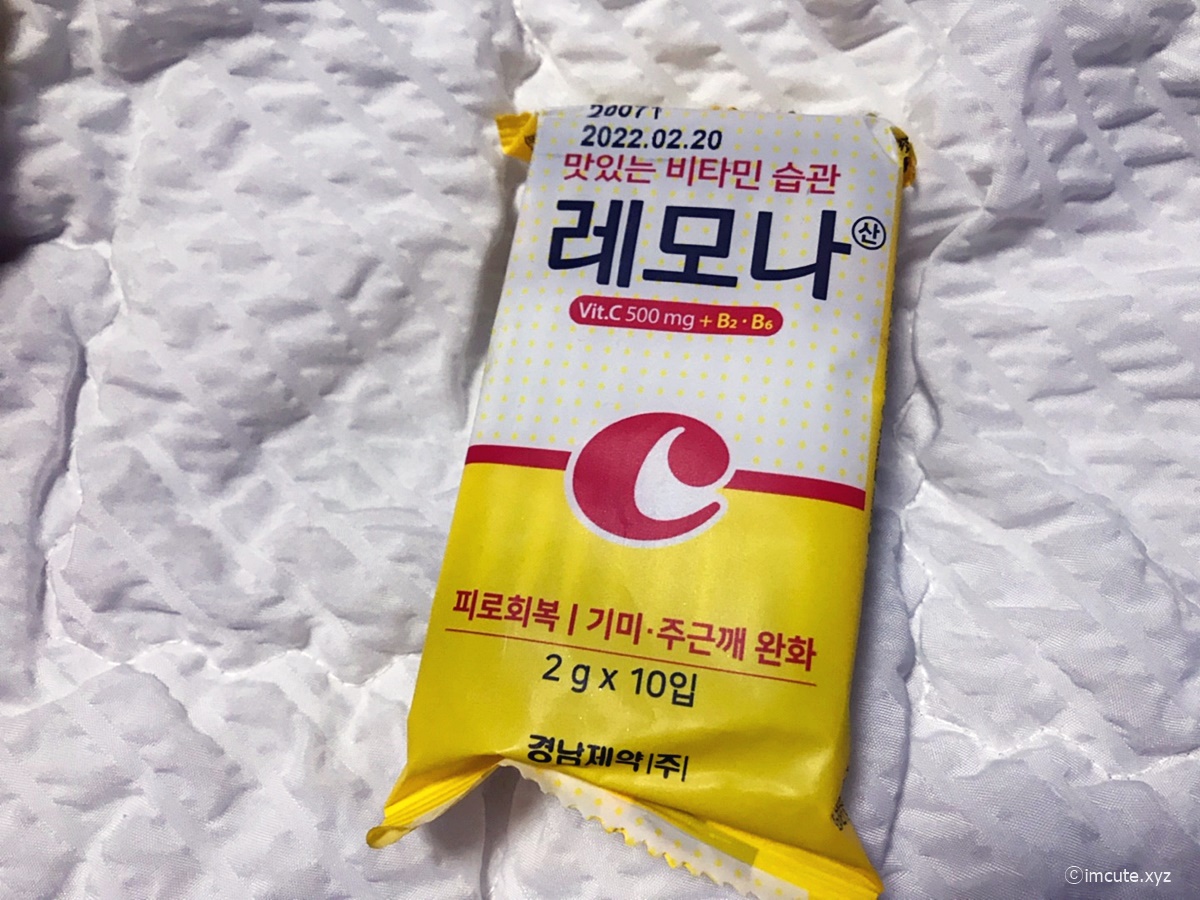 20071
2022.02.20
맛있는 비타민 습관
레모나 산
Vit.C 500 mg + B₂ · B₆
피로회복 | 기미·주근깨 완화
2 g x 10입
경남제약(주)
©imcute.xyz